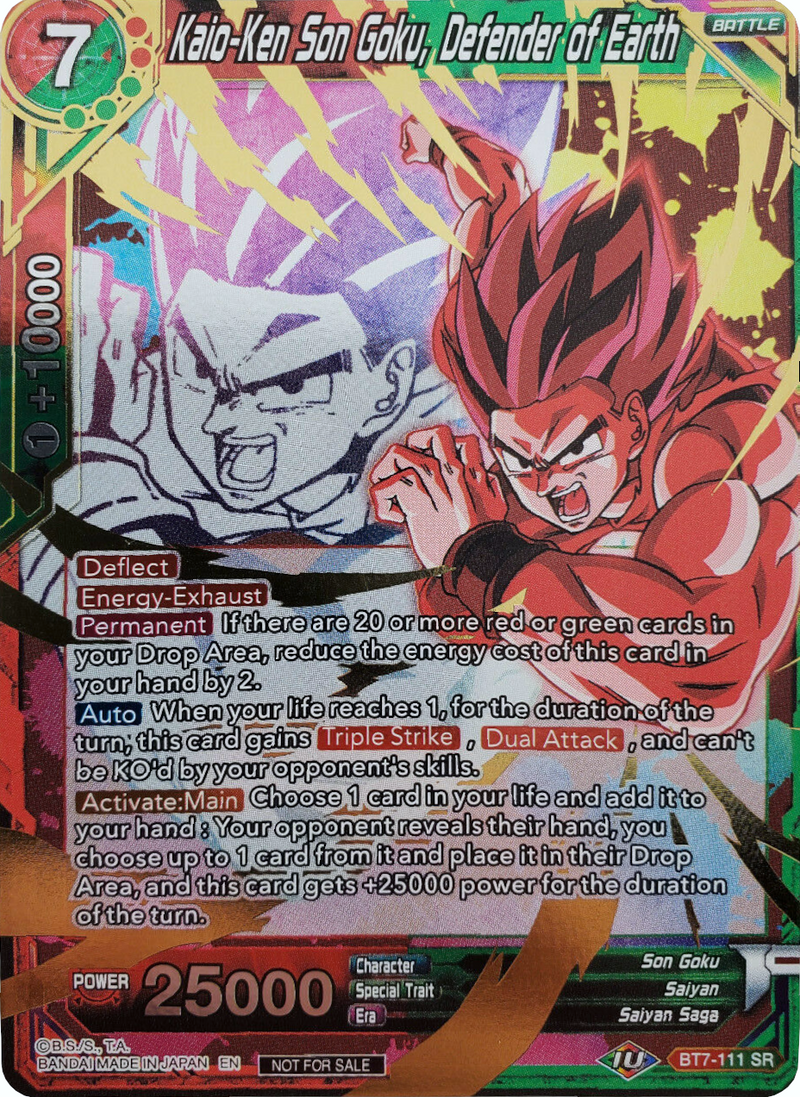 7
Kaio-Ken Son Goku, Defender of Earth
BATTLE
1 + 10000
Deflect
Energy-Exhaust
Permanent If there are 20 or more red or green cards in
your Drop Area, reduce the energy cost of this card in
your hand by 2.
Auto When your life reaches 1, for the duration of the
turn, this card gains Triple Strike , Dual Attack , and can't
be KO'd by your opponent's skills.
Activate:Main Choose 1 card in your life and add it to
your hand : Your opponent reveals their hand, you
choose up to 1 card from it and place it in their Drop
Area, and this card gets +25000 power for the duration
of the turn.
POWER 25000
Character Son Goku
Special Trait Saiyan
Era Saiyan Saga
©B.S./S., T.A.
BANDAI MADE IN JAPAN EN NOT FOR SALE
IU BT7-111 SR